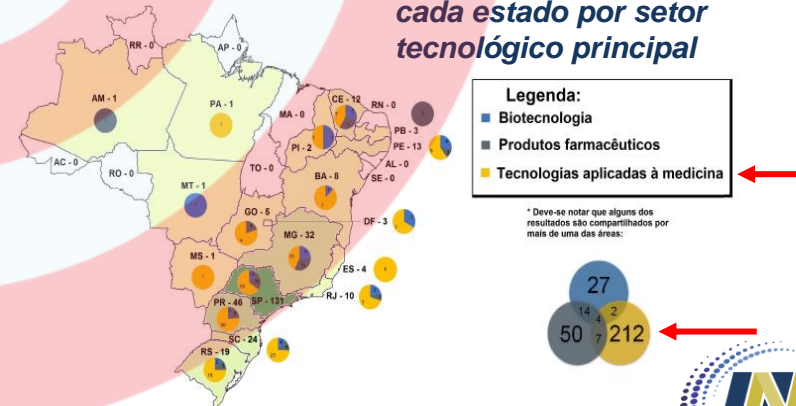 cada estado por setor
tecnológico principal
RR - 0
AP - 0
AM - 1
PA - 1
MA - 0
CE - 12
RN - 0
PB - 3
PI - 2
PE - 13
AC - 0
RO - 0
TO - 0
AL - 0
SE - 0
MT - 1
BA - 8
GO - 5
DF - 3
MG - 32
MS - 1
ES - 4
SP - 131
RJ - 10
PR - 46
SC - 24
RS - 19
Legenda:
Biotecnologia
Produtos farmacêuticos
Tecnologias aplicadas à medicina
* Deve-se notar que alguns dos
resultados são compartilhados por
mais de uma das áreas:
27
14 4 2
50 7 212